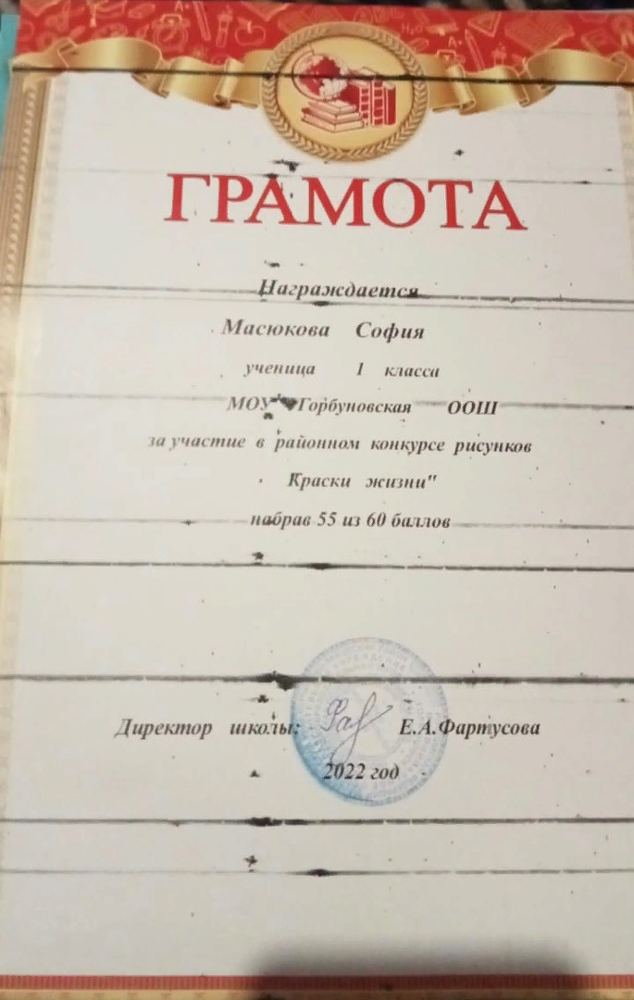 ГРАМОТА
Награждается
Масюкова София
ученица 1 класса
МОУ Горбуновская ООШ
за участие в районном конкурсе рисунков
Краски жизни"
набрав 55 из 60 баллов
Директор школы: Е.А.Фартусова
2022 год